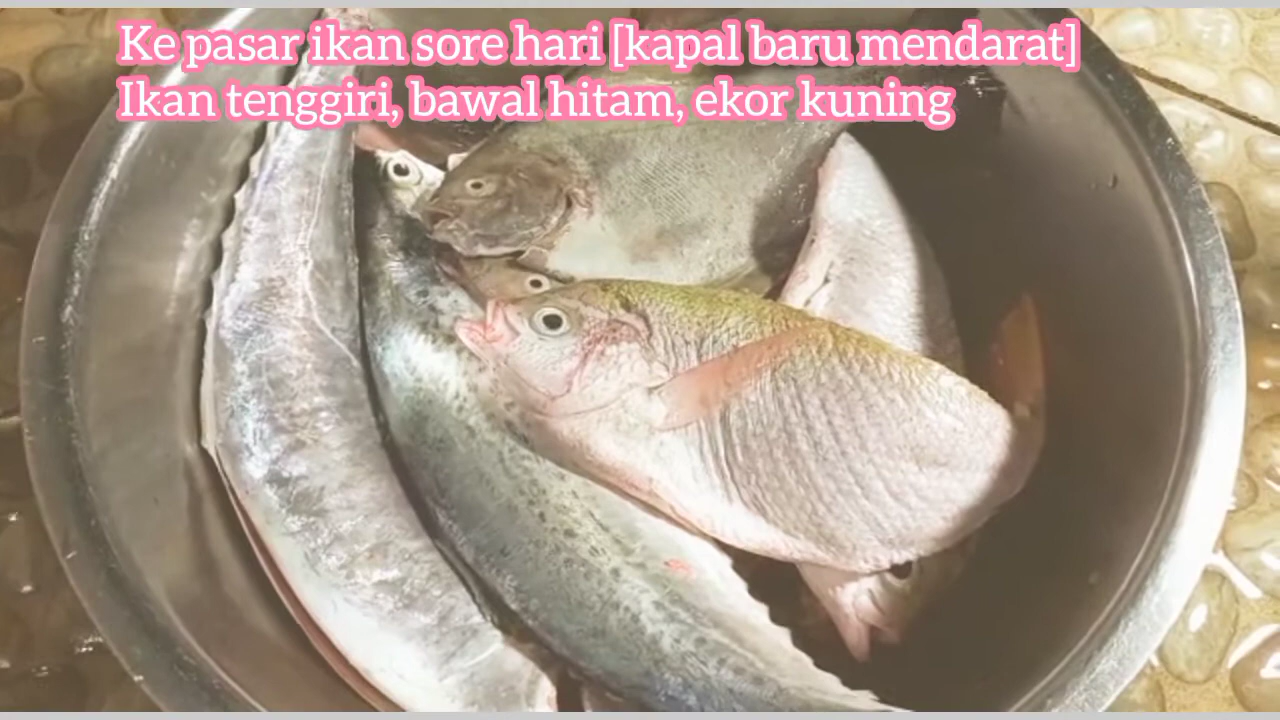 Ke pasar ikan sore hari [kapal baru mendarat]
Ikan tenggiri, bawal hitam, ekor kuning